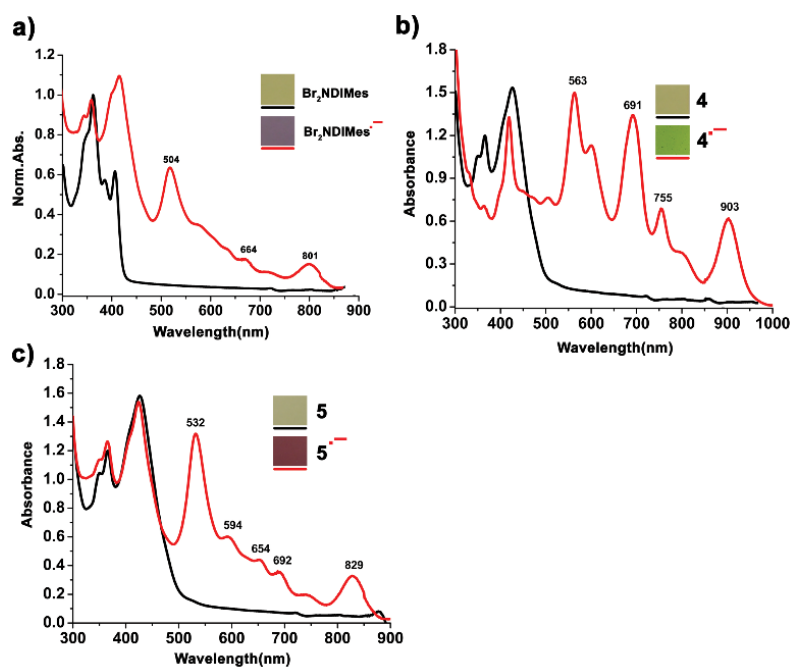 a)
1.2
1.0
0.8
0.6
0.4
0.2
0.0
Norm.Abs.
504
664
801
Br₂NDIMes
Br₂NDIMes·—
300 400 500 600 700 800 900
Wavelength(nm)
b)
1.8
1.5
1.2
0.9
0.6
0.3
0.0
Absorbance
563
691
755
903
4
4·—
300 400 500 600 700 800 900 1000
Wavelength(nm)
c)
1.8
1.6
1.4
1.2
1.0
0.8
0.6
0.4
0.2
0.0
Absorbance
532
594
654
692
829
5
5·—
300 400 500 600 700 800 900
Wavelength(nm)